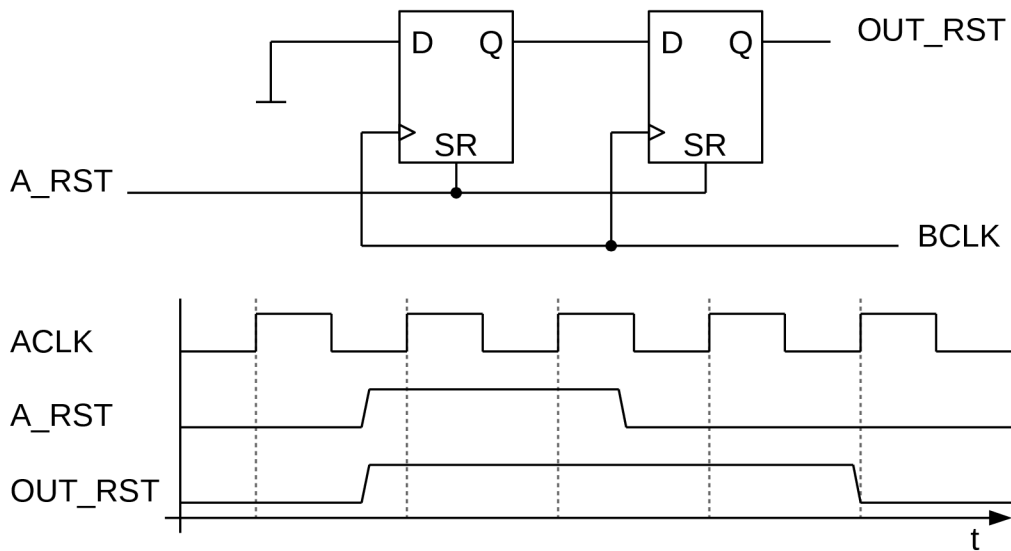 D Q D Q OUT_RST
SR SR
A_RST
BCLK
ACLK
A_RST
OUT_RST
t